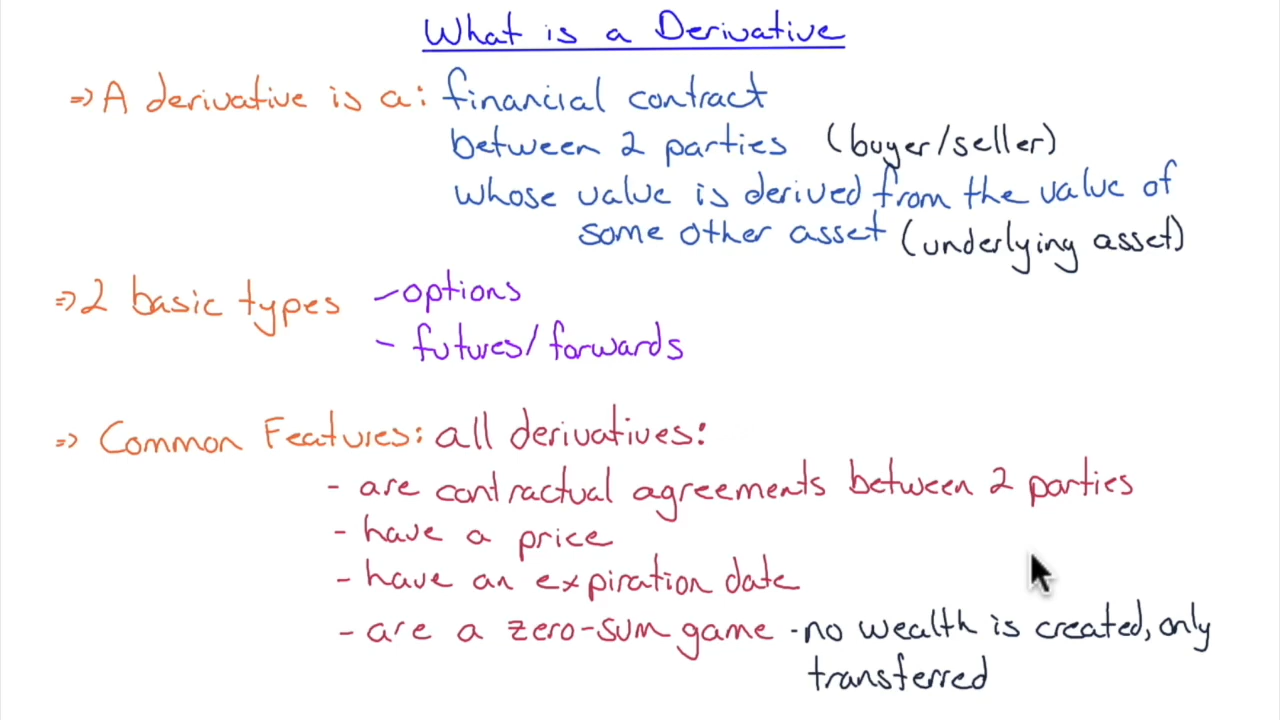 What is a Derivative
⇒ A derivative is a: financial contract
between 2 parties (buyer/seller)
whose value is derived from the value of
some other asset (underlying asset)
⇒ 2 basic types - options
- futures/forwards
⇒ Common Features: all derivatives:
- are contractual agreements between 2 parties
- have a price
- have an expiration date
- are a zero-sum game - no wealth is created, only
transferred